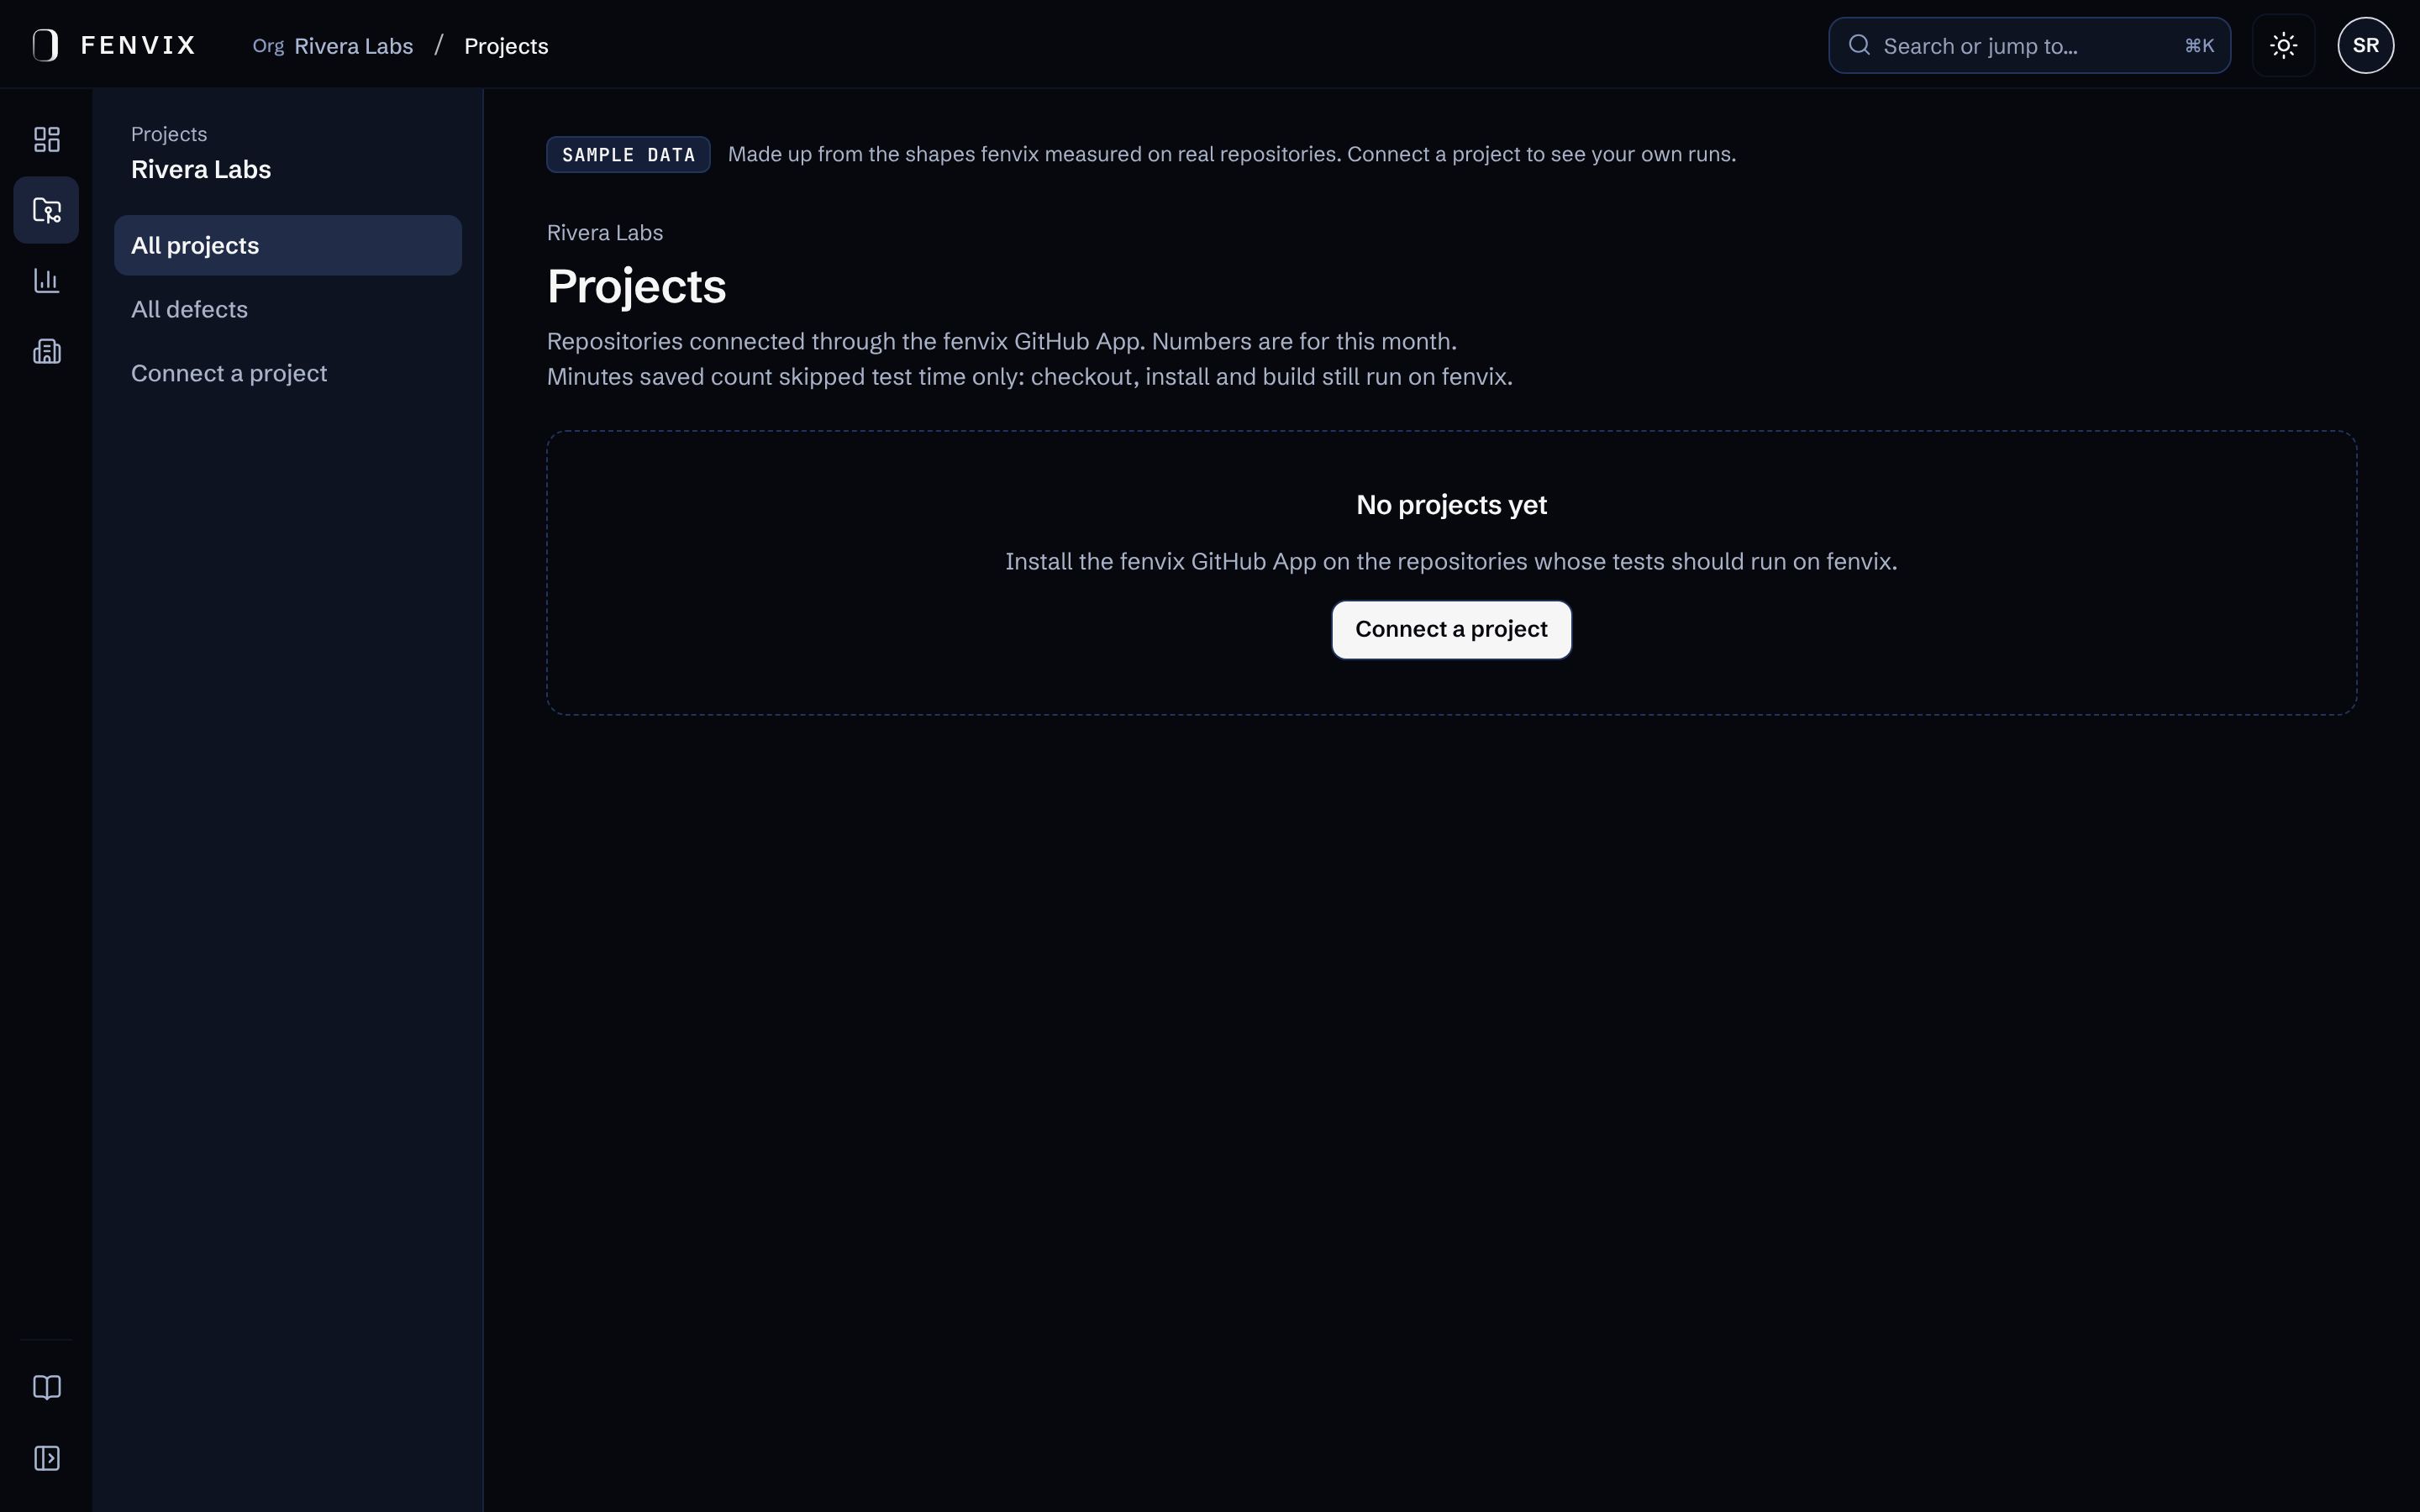 FENVIX
Org Rivera Labs / Projects
Search or jump to... ⌘K
SR
Projects
Rivera Labs
All projects
All defects
Connect a project
SAMPLE DATA Made up from the shapes fenvix measured on real repositories. Connect a project to see your own runs.
Rivera Labs
Projects
Repositories connected through the fenvix GitHub App. Numbers are for this month.
Minutes saved count skipped test time only: checkout, install and build still run on fenvix.
No projects yet
Install the fenvix GitHub App on the repositories whose tests should run on fenvix.
Connect a project